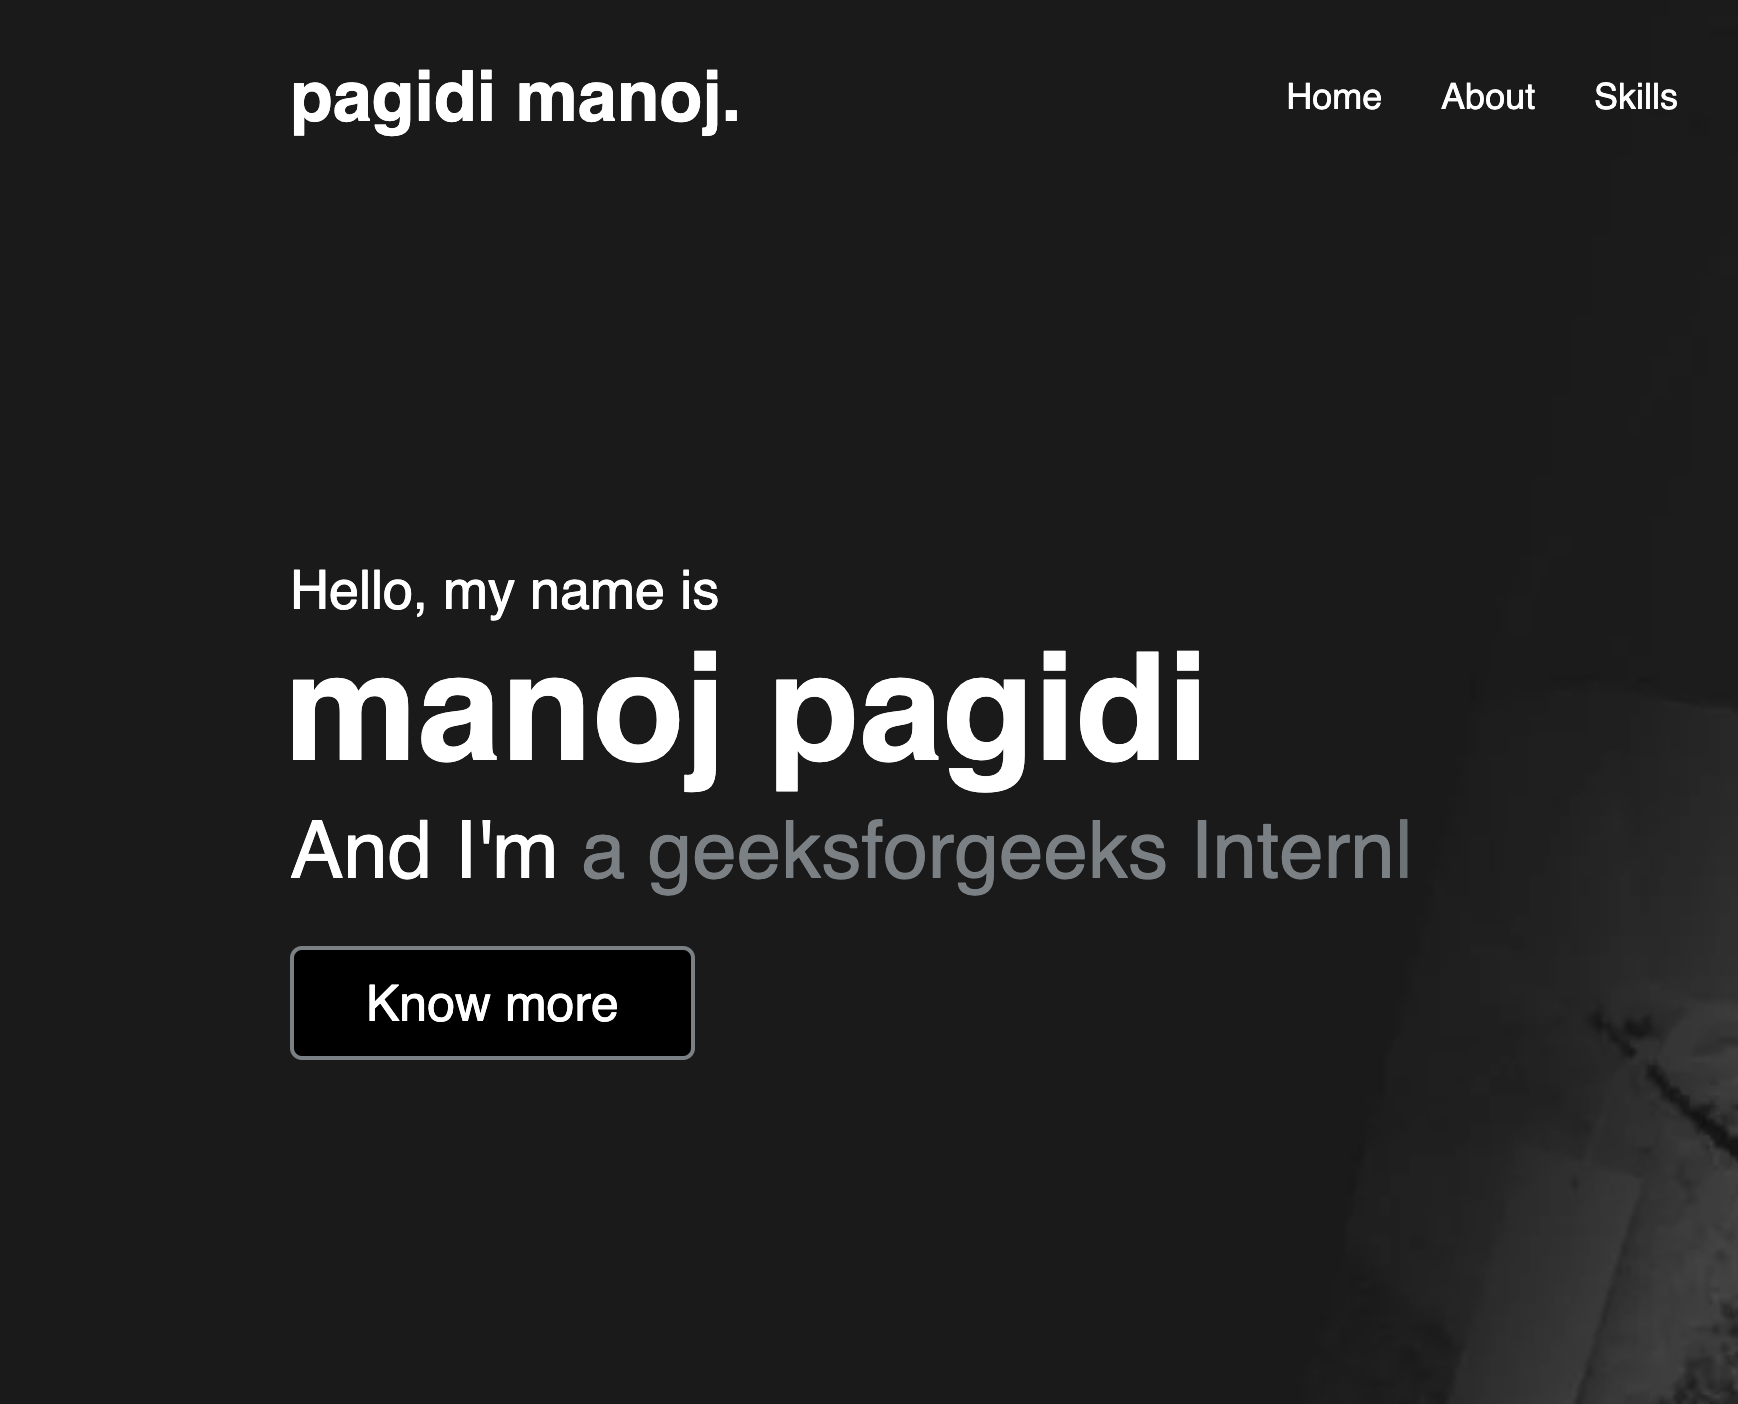 pagidi manoj.
Home About Skills
Hello, my name is
manoj pagidi
And I'm a geeksforgeeks Internl
Know more